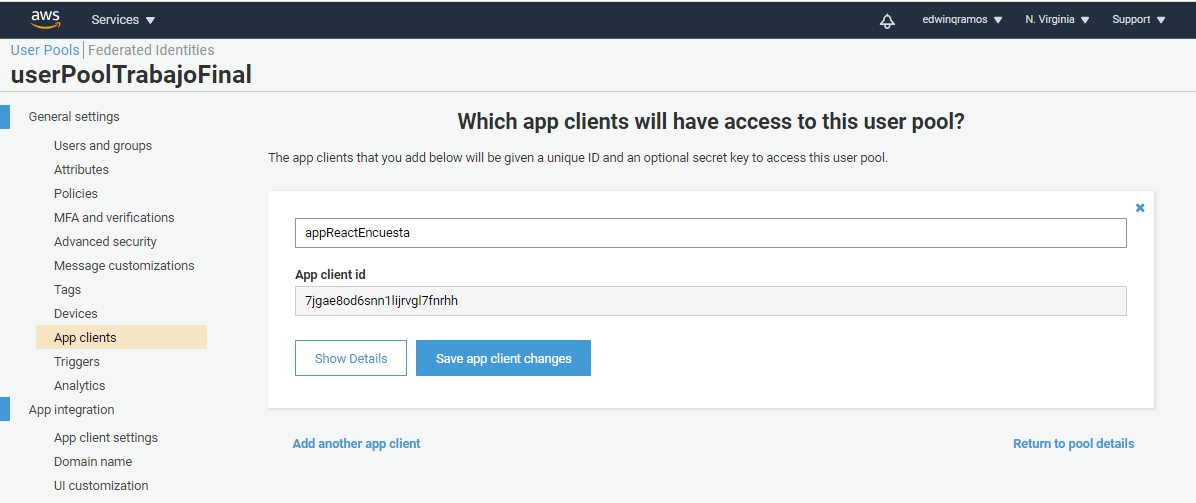 aws Services edwinqramos N. Virginia Support
User Pools | Federated Identities
userPoolTrabajoFinal
General settings
Users and groups
Attributes
Policies
MFA and verifications
Advanced security
Message customizations
Tags
Devices
App clients
Triggers
Analytics
App integration
App client settings
Domain name
UI customization
Which app clients will have access to this user pool?
The app clients that you add below will be given a unique ID and an optional secret key to access this user pool.
appReactEncuesta
App client id
7jgae8od6snn1lijrvgl7fnrhh
Show Details Save app client changes
Add another app client Return to pool details